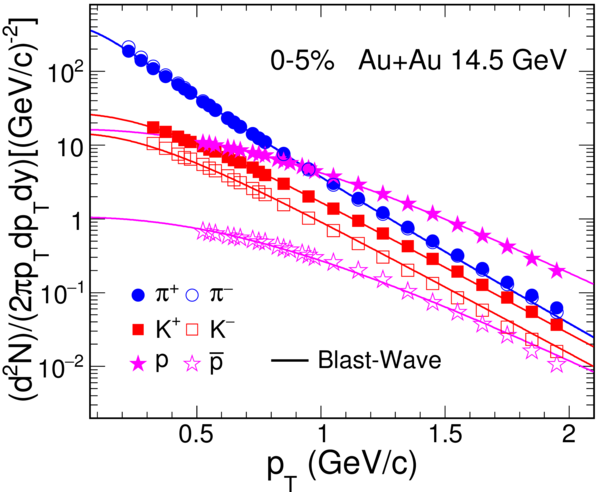 0-5% Au+Au 14.5 GeV
(d²N)/(2πp_T dp_T dy)[(GeV/c)⁻²]
10²
10
1
10⁻¹
10⁻²
π⁺ π⁻
K⁺ K⁻
p p̅
Blast-Wave
0.5 1 1.5 2
p_T (GeV/c)